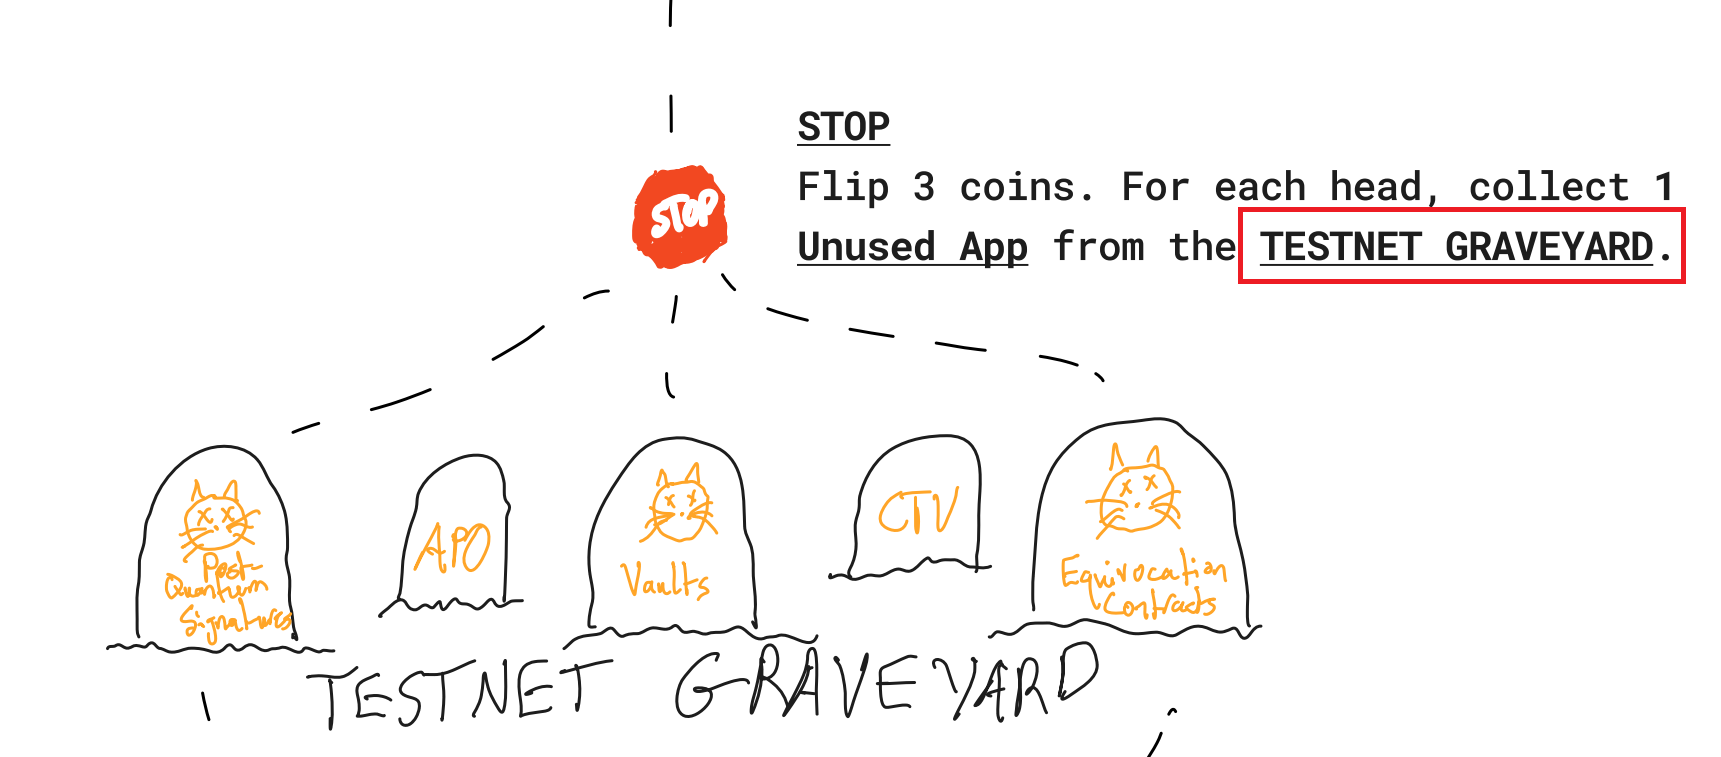 STOP
Flip 3 coins. For each head, collect 1
Unused App from the TESTNET GRAVEYARD.
STOP
Post-
Quantum
Signatures
APO
Vaults
CTV
Equivocation
Contracts
TESTNET GRAVEYARD